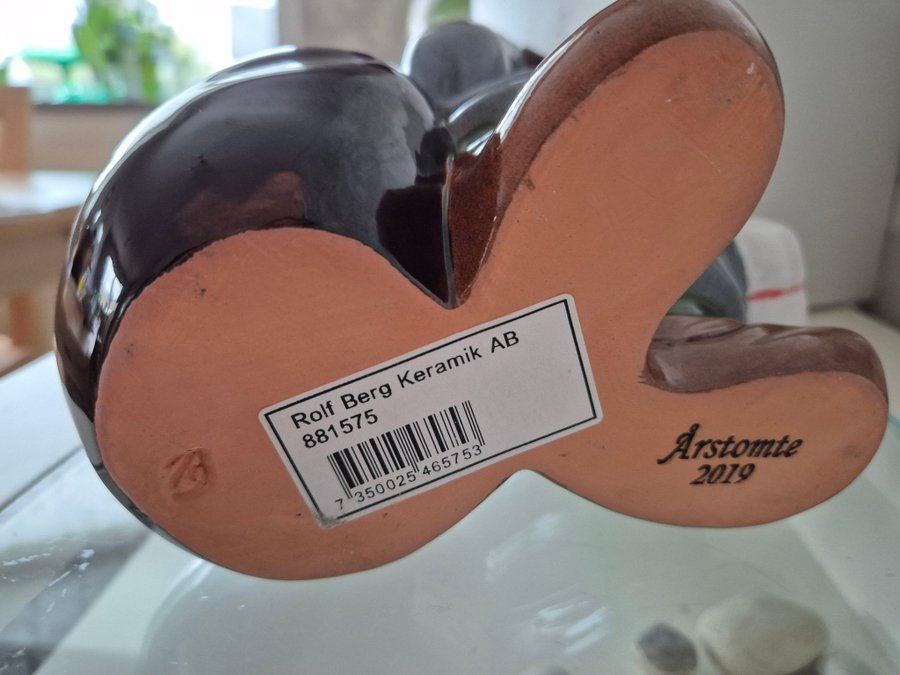 Rolf Berg Keramik AB
881575
7 350025 465753
Årstomte
2019